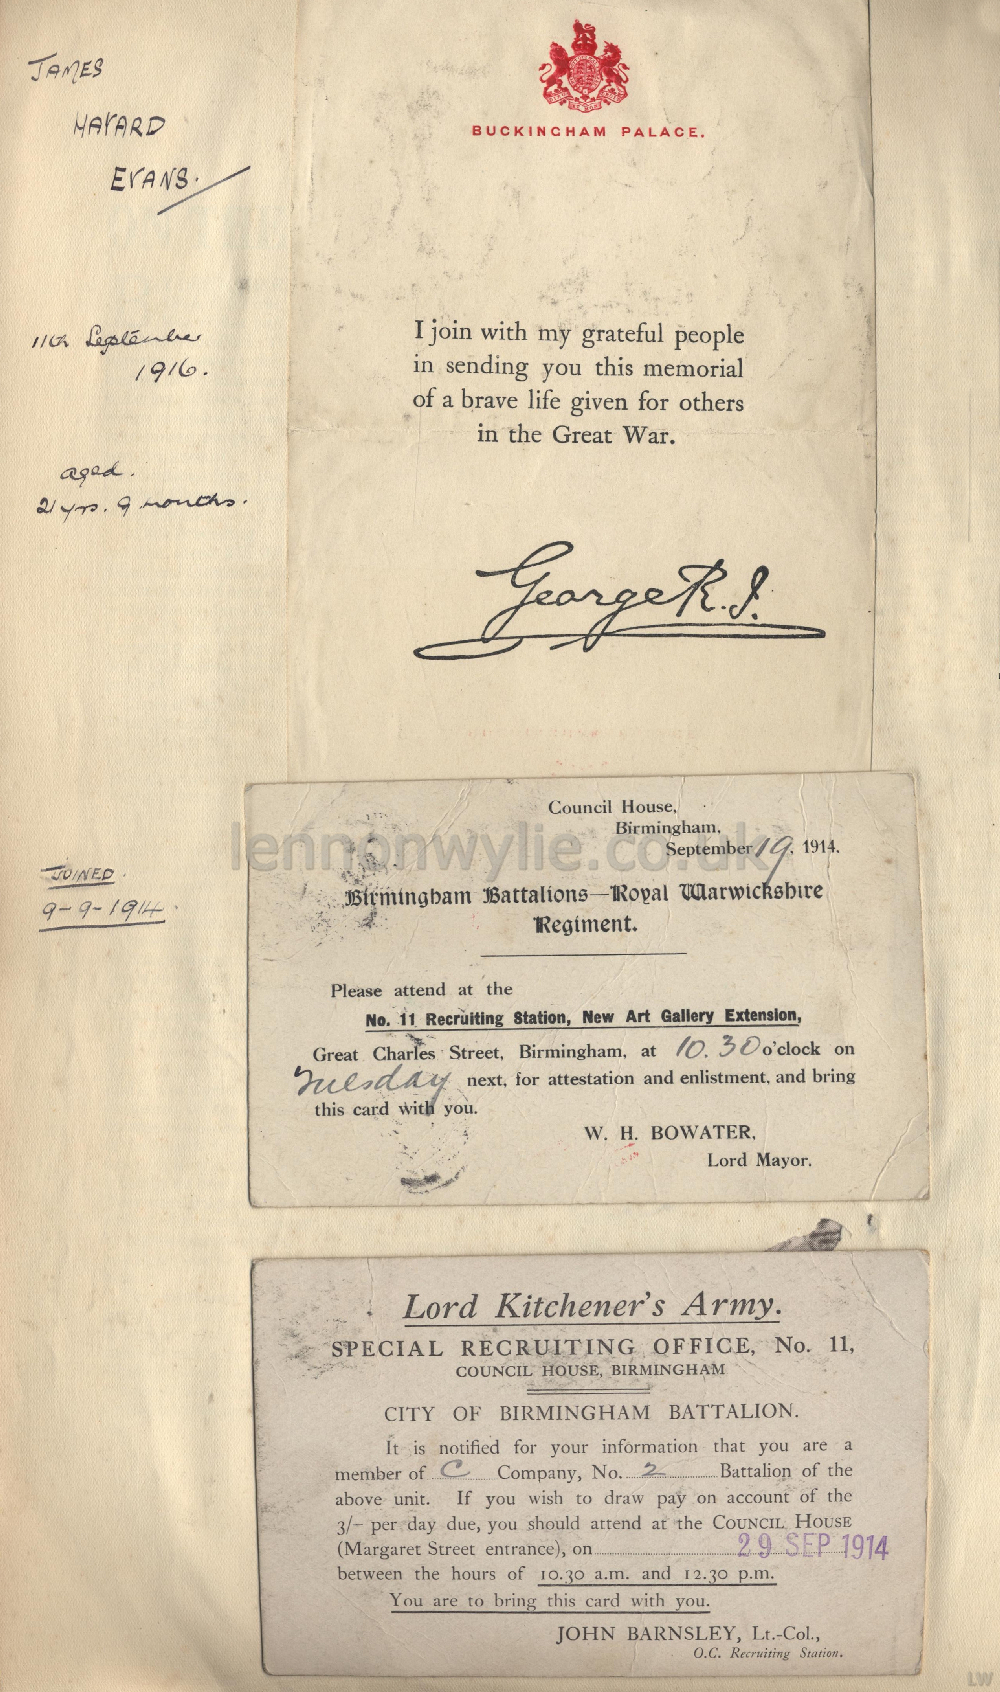 JAMES
HAVARD
EVANS.
11th September
1916.
aged.
21 yrs. 9 months.
JOINED.
9-9-1914.
BUCKINGHAM PALACE.
I join with my grateful people
in sending you this memorial
of a brave life given for others
in the Great War.
George R.I.
Council House,
Birmingham,
September 19, 1914.
Birmingham Battalions—Royal Warwickshire
Regiment.
Please attend at the
No. 11 Recruiting Station, New Art Gallery Extension,
Great Charles Street, Birmingham, at 10.30 o'clock on
Tuesday next, for attestation and enlistment, and bring
this card with you.
W. H. BOWATER,
Lord Mayor.
lennonwylie.co.uk
Lord Kitchener's Army.
SPECIAL RECRUITING OFFICE, No. 11,
COUNCIL HOUSE, BIRMINGHAM
CITY OF BIRMINGHAM BATTALION.
It is notified for your information that you are a
member of C Company, No. 2 Battalion of the
above unit. If you wish to draw pay on account of the
3/- per day due, you should attend at the COUNCIL HOUSE
(Margaret Street entrance), on 29 SEP 1914
between the hours of 10.30 a.m. and 12.30 p.m.
You are to bring this card with you.
JOHN BARNSLEY, Lt.-Col.,
O.C. Recruiting Station.
LW